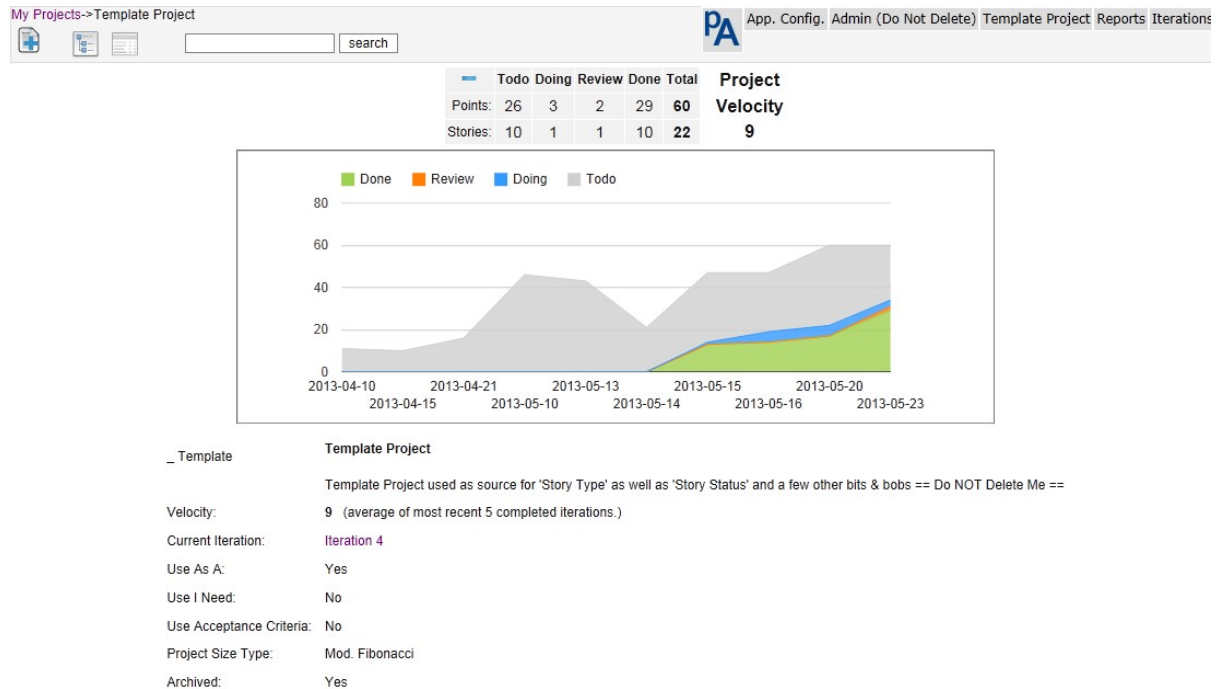 My Projects->Template Project
search
PA App. Config. Admin (Do Not Delete) Template Project Reports Iterations
Todo Doing Review Done Total Project
Points: 26 3 2 29 60 Velocity
Stories: 10 1 1 10 22 9
Done Review Doing Todo
80
60
40
20
0
2013-04-10 2013-04-21 2013-05-13 2013-05-15 2013-05-20
2013-04-15 2013-05-10 2013-05-14 2013-05-16 2013-05-23
_ Template Template Project
Template Project used as source for 'Story Type' as well as 'Story Status' and a few other bits & bobs == Do NOT Delete Me ==
Velocity: 9 (average of most recent 5 completed iterations.)
Current Iteration: Iteration 4
Use As A: Yes
Use I Need: No
Use Acceptance Criteria: No
Project Size Type: Mod. Fibonacci
Archived: Yes